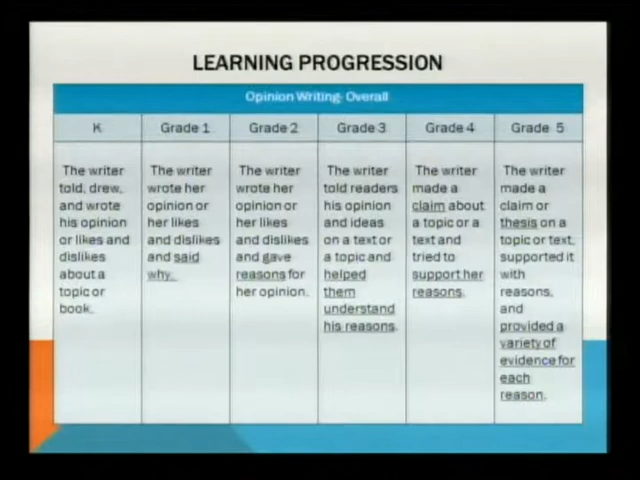 LEARNING PROGRESSION
Opinion Writing- Overall
K
Grade 1
Grade 2
Grade 3
Grade 4
Grade 5
The writer
told, drew,
and wrote
his opinion
or likes and
dislikes
about a
topic or
book.
The writer
wrote her
opinion or
her likes
and dislikes
and said
why.
The writer
wrote her
opinion or
her likes
and dislikes
and gave
reasons for
her opinion.
The writer
told readers
his opinion
and ideas
on a text or
a topic and
helped
them
understand
his reasons.
The writer
made a
claim about
a topic or a
text and
tried to
support her
reasons.
The writer
made a
claim or
thesis on a
topic or text,
supported it
with
reasons,
and
provided a
variety of
evidence for
each
reason.